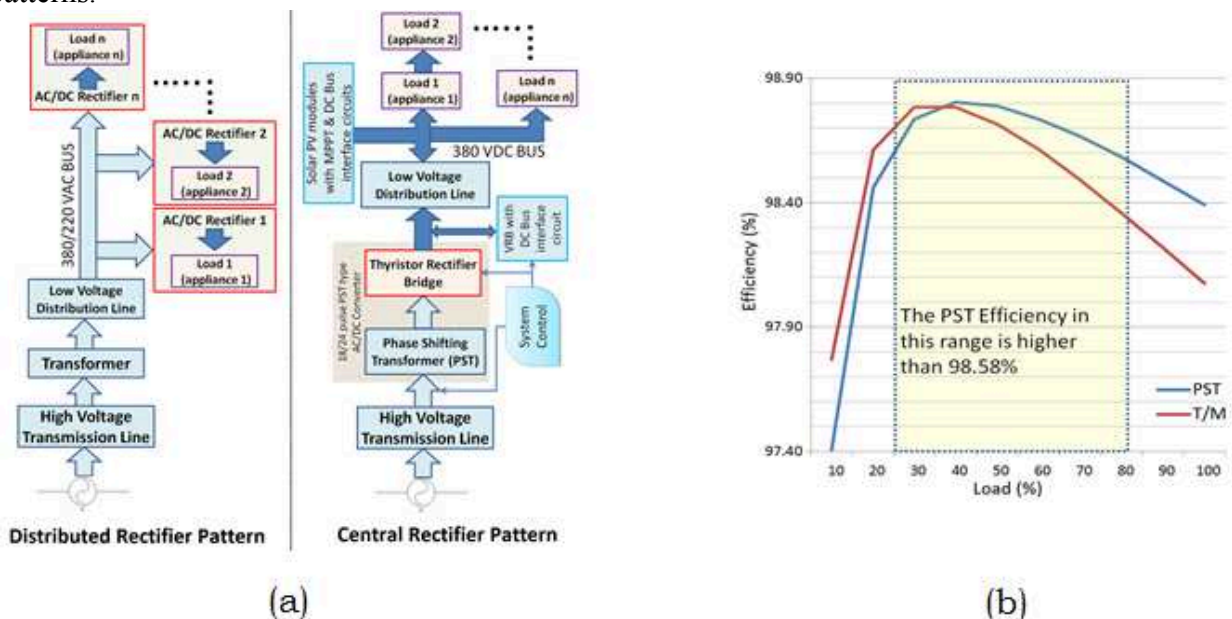 patterns.
Load n
(appliance n)
AC/DC Rectifier n
AC/DC Rectifier 2
Load 2
(appliance 2)
AC/DC Rectifier 1
Load 1
(appliance 1)
380/220 VAC BUS
Low Voltage
Distribution Line
Transformer
High Voltage
Transmission Line
Distributed Rectifier Pattern
Load 2
(appliance 2)
Load 1
(appliance 1)
Load n
(appliance n)
Solar PV modules
with MPPT & DC Bus
interface circuits
380 VDC BUS
Low Voltage
Distribution Line
VRB with
DC Bus
interface
circuit
Thyristor Rectifier
Bridge
18/24 pulse PST type
AC/DC Converter
Phase Shifting
Transformer (PST)
System
Control
High Voltage
Transmission Line
Central Rectifier Pattern
(a)
98.90
98.40
97.90
97.40
Efficiency (%)
The PST Efficiency in
this range is higher
than 98.58%
PST
T/M
10 20 30 40 50 60 70 80 90 100
Load (%)
(b)